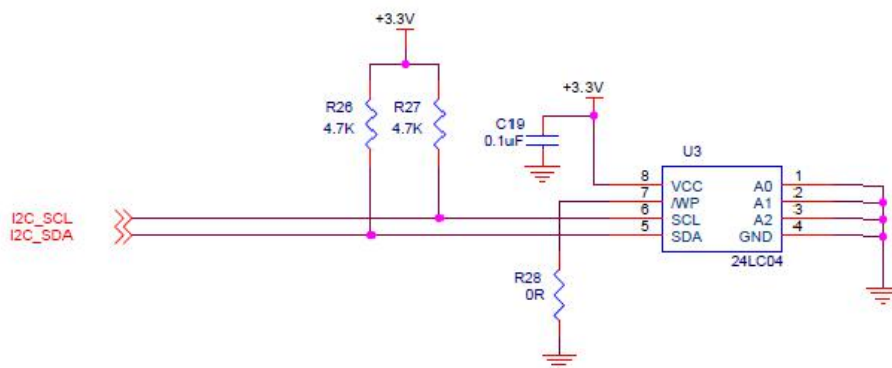 +3.3V
R26
4.7K
R27
4.7K
+3.3V
C19
0.1uF
U3
8 VCC A0 1
7 /WP A1 2
6 SCL A2 3
5 SDA GND 4
24LC04
I2C_SCL
I2C_SDA
R28
0R